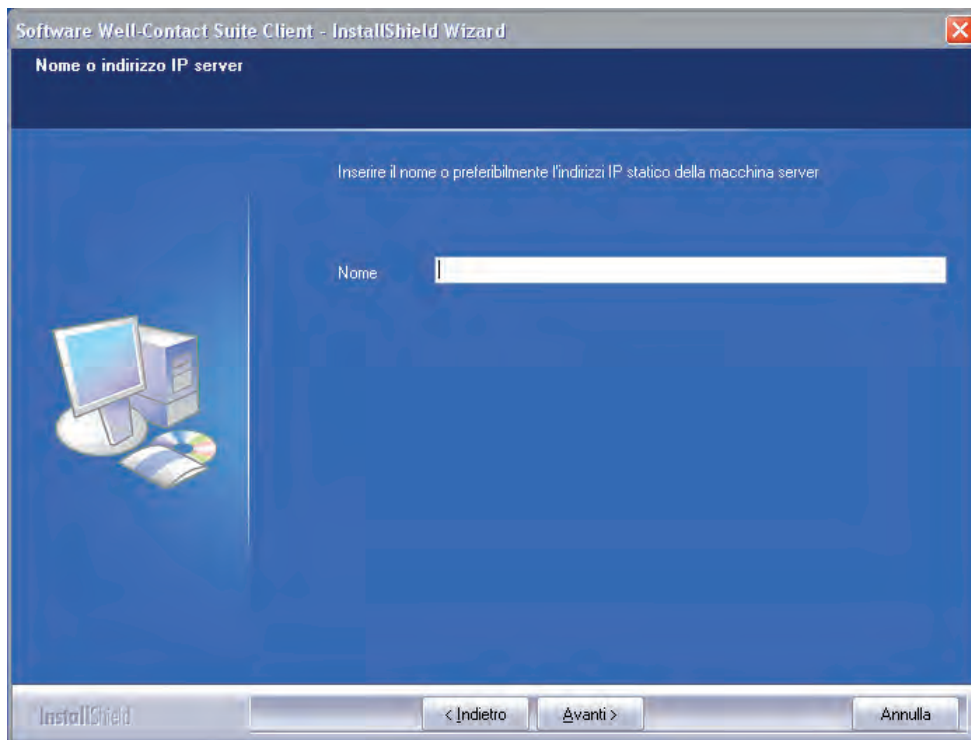 Software Well-Contact Suite Client - InstallShield Wizard
Nome o indirizzo IP server
Inserire il nome o preferibilmente l'indirizzi IP statico della macchina server
Nome
InstallShield
< Indietro
Avanti >
Annulla